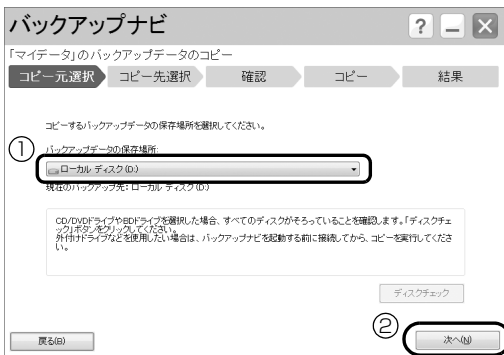 バックアップナビ
? – ×
「マイデータ」のバックアップデータのコピー
コピー元選択 コピー先選択 確認 コピー 結果
コピーするバックアップデータの保存場所を選択してください。
①
バックアップデータの保存場所:
ローカル ディスク (D:)
現在のバックアップ先: ローカル ディスク (D:)
CD/DVDドライブやBDドライブを選択した場合、すべてのディスクがそろっていることを確認します。「ディスクチェ
ック」ボタンをクリックしてください。
外付けドライブなどを使用したい場合は、バックアップナビを起動する前に接続してから、コピーを実行してくださ
い。
ディスクチェック
②
戻る(B) 次へ(N)